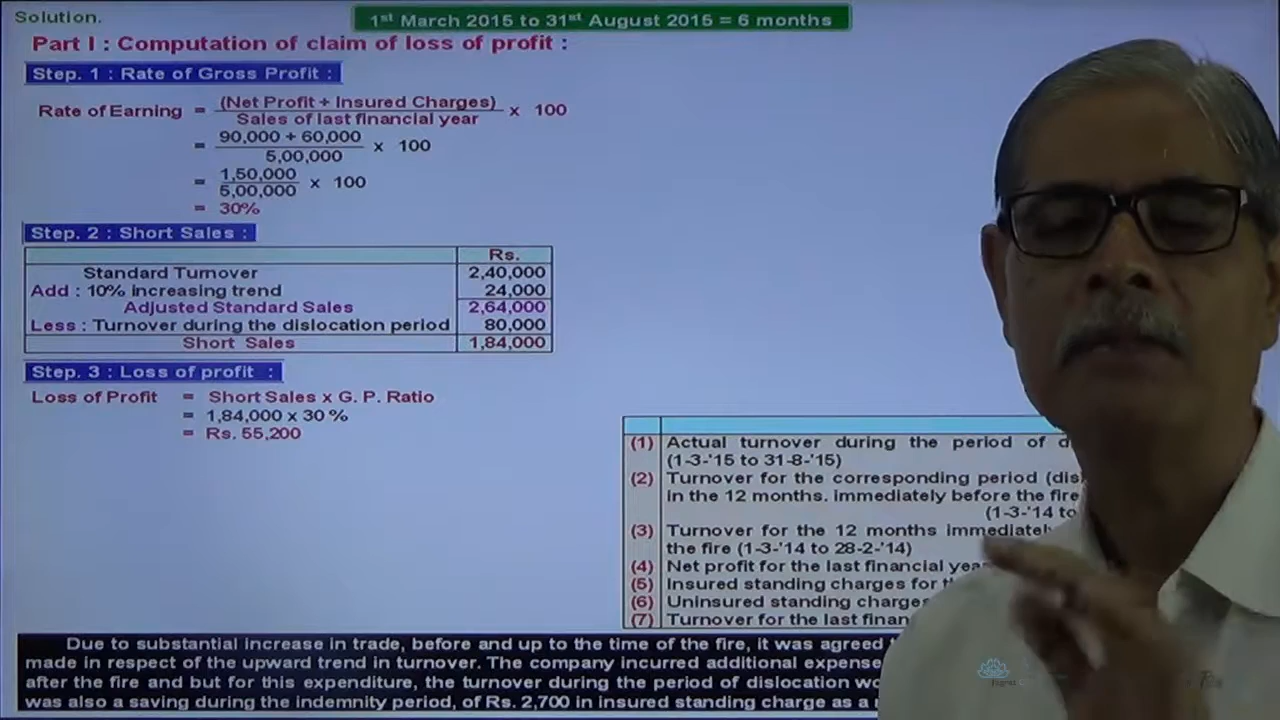 Solution.
1st March 2015 to 31st August 2015 = 6 months
Part I : Computation of claim of loss of profit :
Step. 1 : Rate of Gross Profit :
Rate of Earning = (Net Profit + Insured Charges) / Sales of last financial year x 100
= 90,000 + 60,000 / 5,00,000 x 100
= 1,50,000 / 5,00,000 x 100
= 30%
Step. 2 : Short Sales :
Rs.
Standard Turnover 2,40,000
Add : 10% increasing trend 24,000
Adjusted Standard Sales 2,64,000
Less : Turnover during the dislocation period 80,000
Short Sales 1,84,000
Step. 3 : Loss of profit :
Loss of Profit = Short Sales x G. P. Ratio
= 1,84,000 x 30 %
= Rs. 55,200
(1) Actual turnover during the period of
(1-3-'15 to 31-8-'15)
(2) Turnover for the corresponding period
in the 12 months. immediately before the fire
(1-3-'14 to
(3) Turnover for the 12 months immediately
the fire (1-3-'14 to 28-2-'14)
(4) Net profit for the last financial year
(5) Insured standing charges for
(6) Uninsured standing charges
(7) Turnover for the last
Due to substantial increase in trade, before and up to the time of the fire, it was agreed
made in respect of the upward trend in turnover. The company incurred additional
after the fire and but for this expenditure, the turnover during the period of dislocation
was also a saving during the indemnity period, of Rs. 2,700 in insured standing charge as a